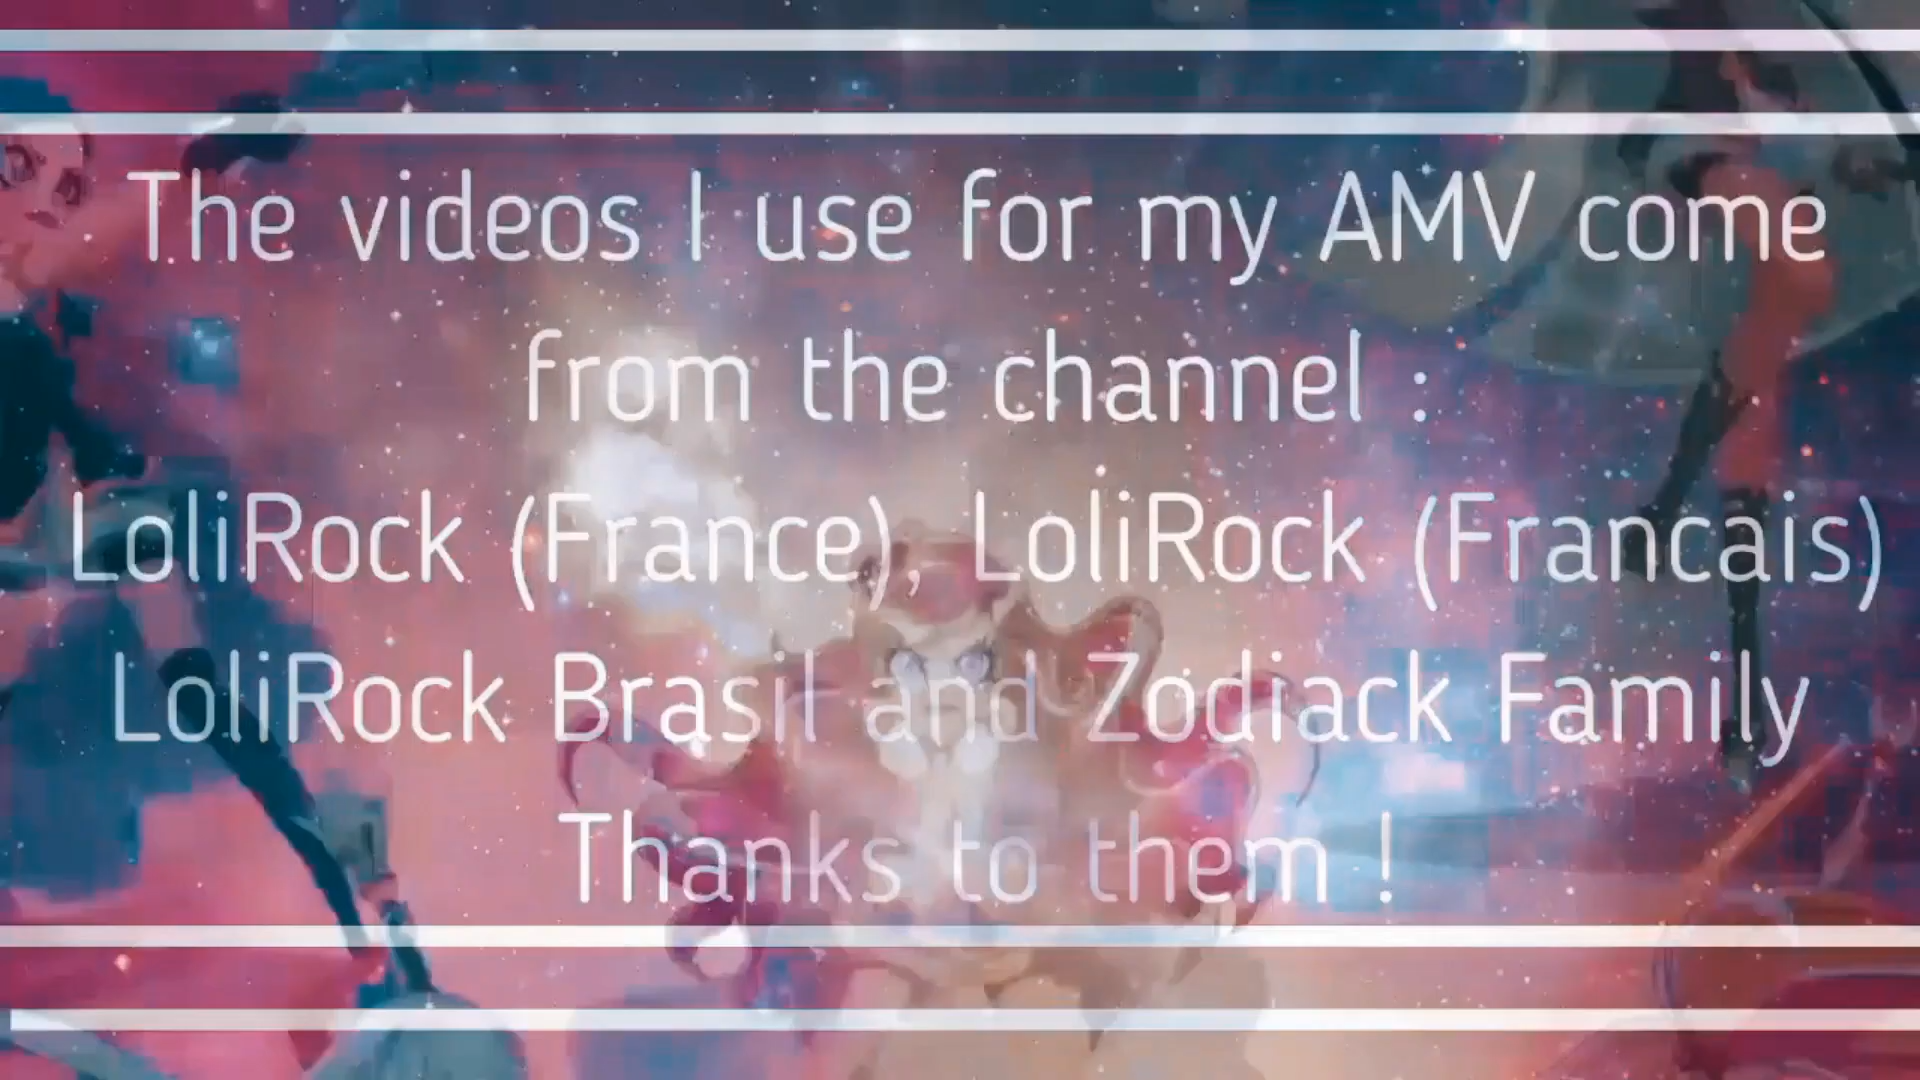 The videos I use for my AMV come
from the channel :
LoliRock (France), LoliRock (Francais)
LoliRock Brasil and Zodiack Family
Thanks to them !